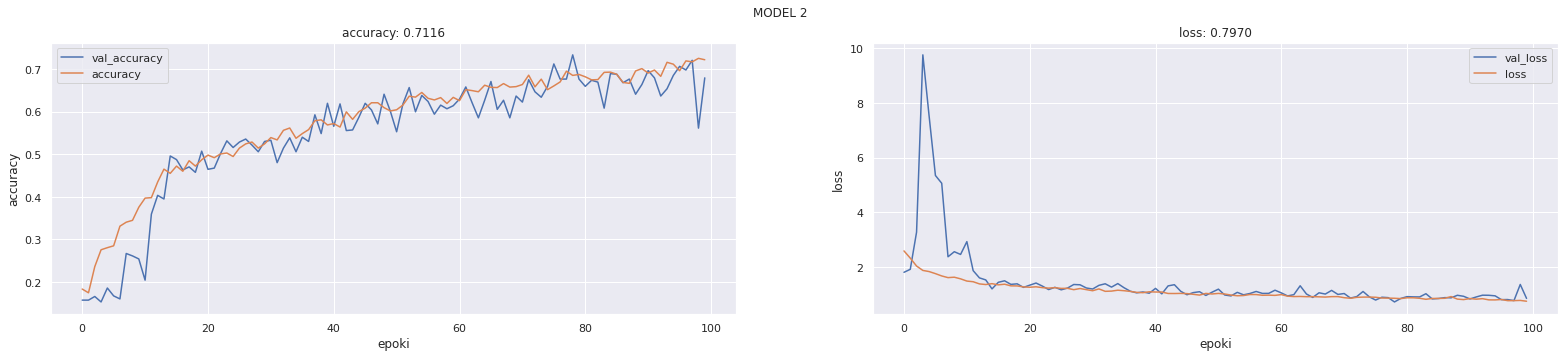 MODEL 2
accuracy: 0.7116
val_accuracy
accuracy
0.7
0.6
0.5
0.4
0.3
0.2
accuracy
0 20 40 60 80 100
epoki
loss: 0.7970
val_loss
loss
10
8
6
4
2
loss
0 20 40 60 80 100
epoki